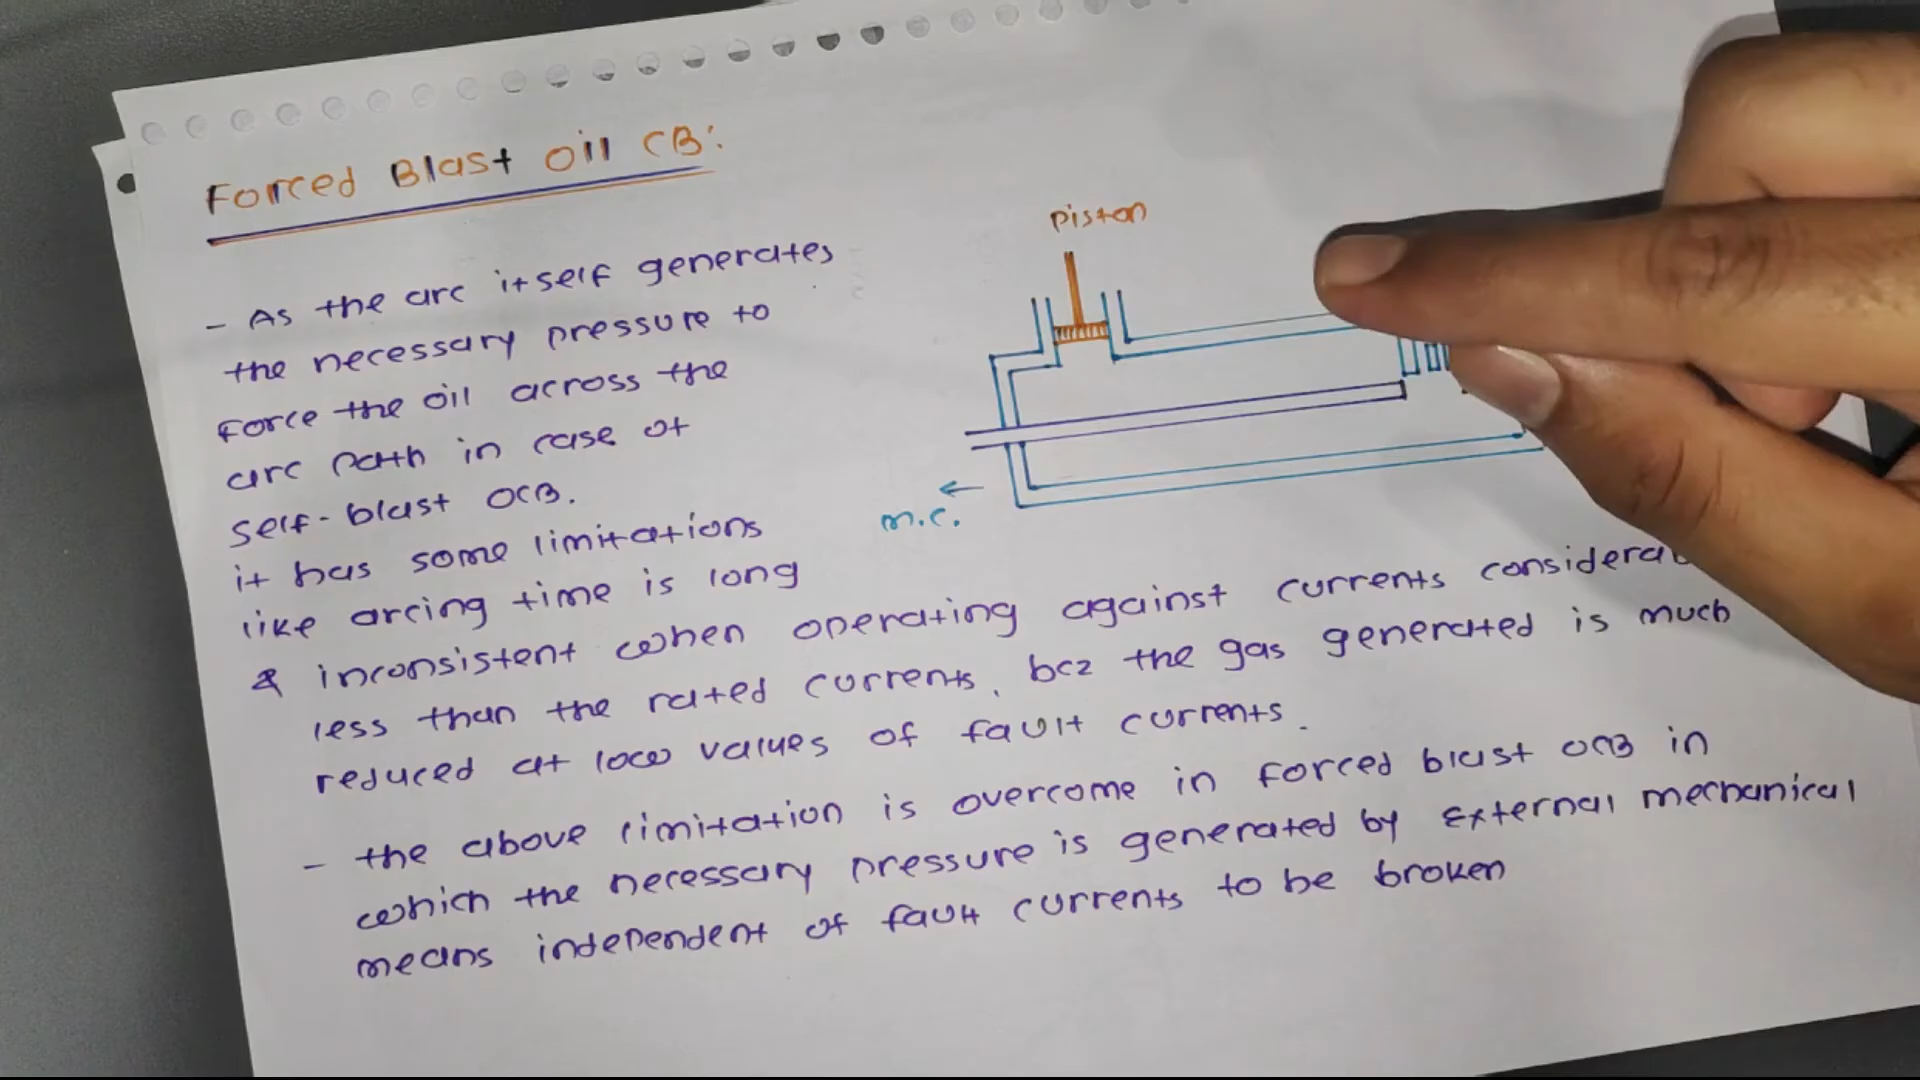 Forced Blast Oil CB:
- As the arc itself generates
the necessary pressure to
force the oil across the
arc path in case of
self-blast OCB.
it has some limitations
like arcing time is long
& inconsistent when operating against currents
less than the rated currents. bcz the gas generated is much
reduced at low values of fault currents.
- the above limitation is overcome in forced blast OCB in
which the necessary pressure is generated by external mechanical
means independent of fault currents to be broken
piston
m.c.